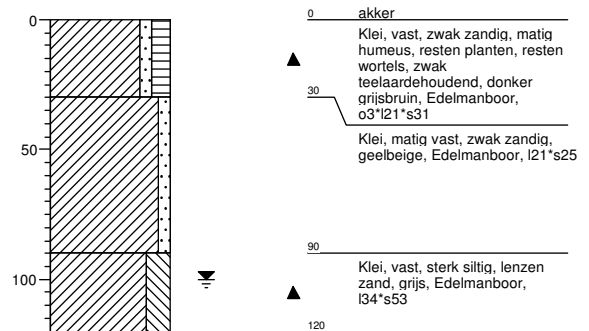 0
akker
Klei, vast, zwak zandig, matig
humeus, resten planten, resten
wortels, zwak
teelaardehoudend, donker
grijsbruin, Edelmanboor,
o3*l21*s31
30
Klei, matig vast, zwak zandig,
geelbeige, Edelmanboor, l21*s25
90
Klei, vast, sterk siltig, lenzen
zand, grijs, Edelmanboor,
l34*s53
120
0
50
100